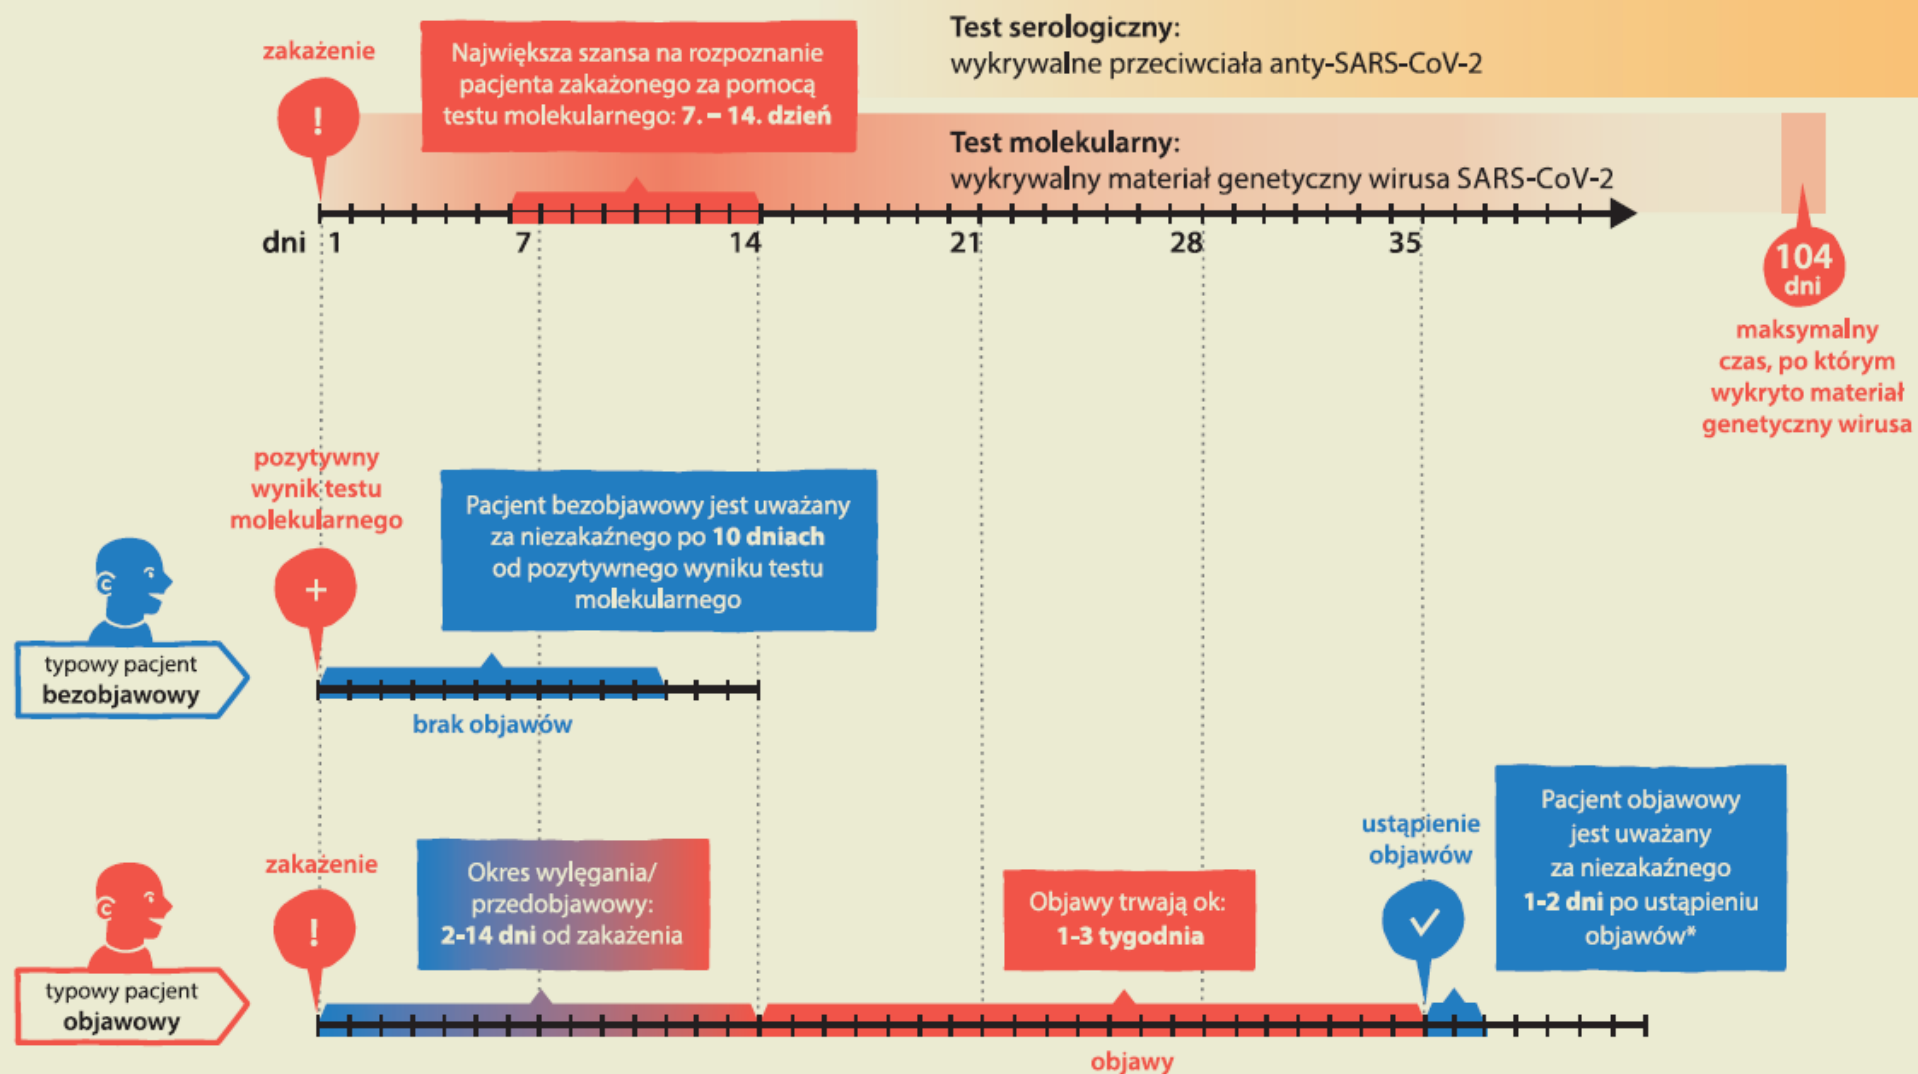 zakażenie
!
Największa szansa na rozpoznanie
pacjenta zakażonego za pomocą
testu molekularnego: 7. – 14. dzień
Test serologiczny:
wykrywalne przeciwciała anty-SARS-CoV-2
Test molekularny:
wykrywalny materiał genetyczny wirusa SARS-CoV-2
dni 1 7 14 21 28 35
104
dni
maksymalny
czas, po którym
wykryto materiał
genetyczny wirusa
pozytywny
wynik testu
molekularnego
+
Pacjent bezobjawowy jest uważany
za niezakaźnego po 10 dniach
od pozytywnego wyniku testu
molekularnego
typowy pacjent
bezobjawowy
brak objawów
zakażenie
!
Okres wylęgania/
przedobjawowy:
2-14 dni od zakażenia
Objawy trwają ok:
1-3 tygodnia
ustąpienie
objawów
Pacjent objawowy
jest uważany
za niezakaźnego
1-2 dni po ustąpieniu
objawów*
typowy pacjent
objawowy
objawy